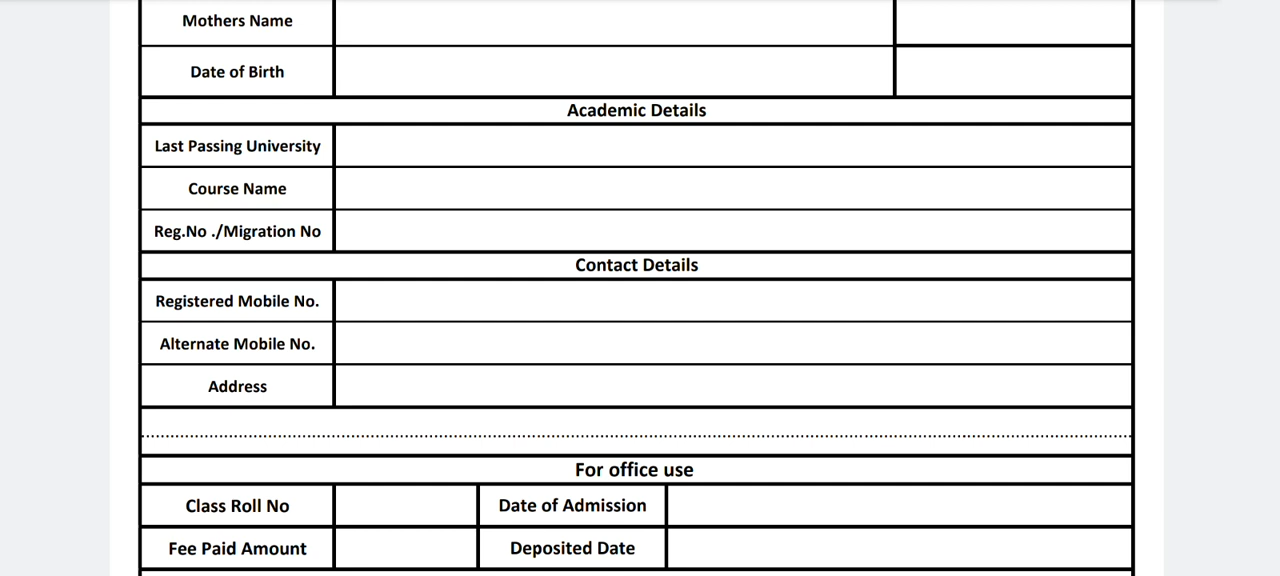 Mothers Name
Date of Birth
Academic Details
Last Passing University
Course Name
Reg.No ./Migration No
Contact Details
Registered Mobile No.
Alternate Mobile No.
Address
For office use
Class Roll No Date of Admission
Fee Paid Amount Deposited Date